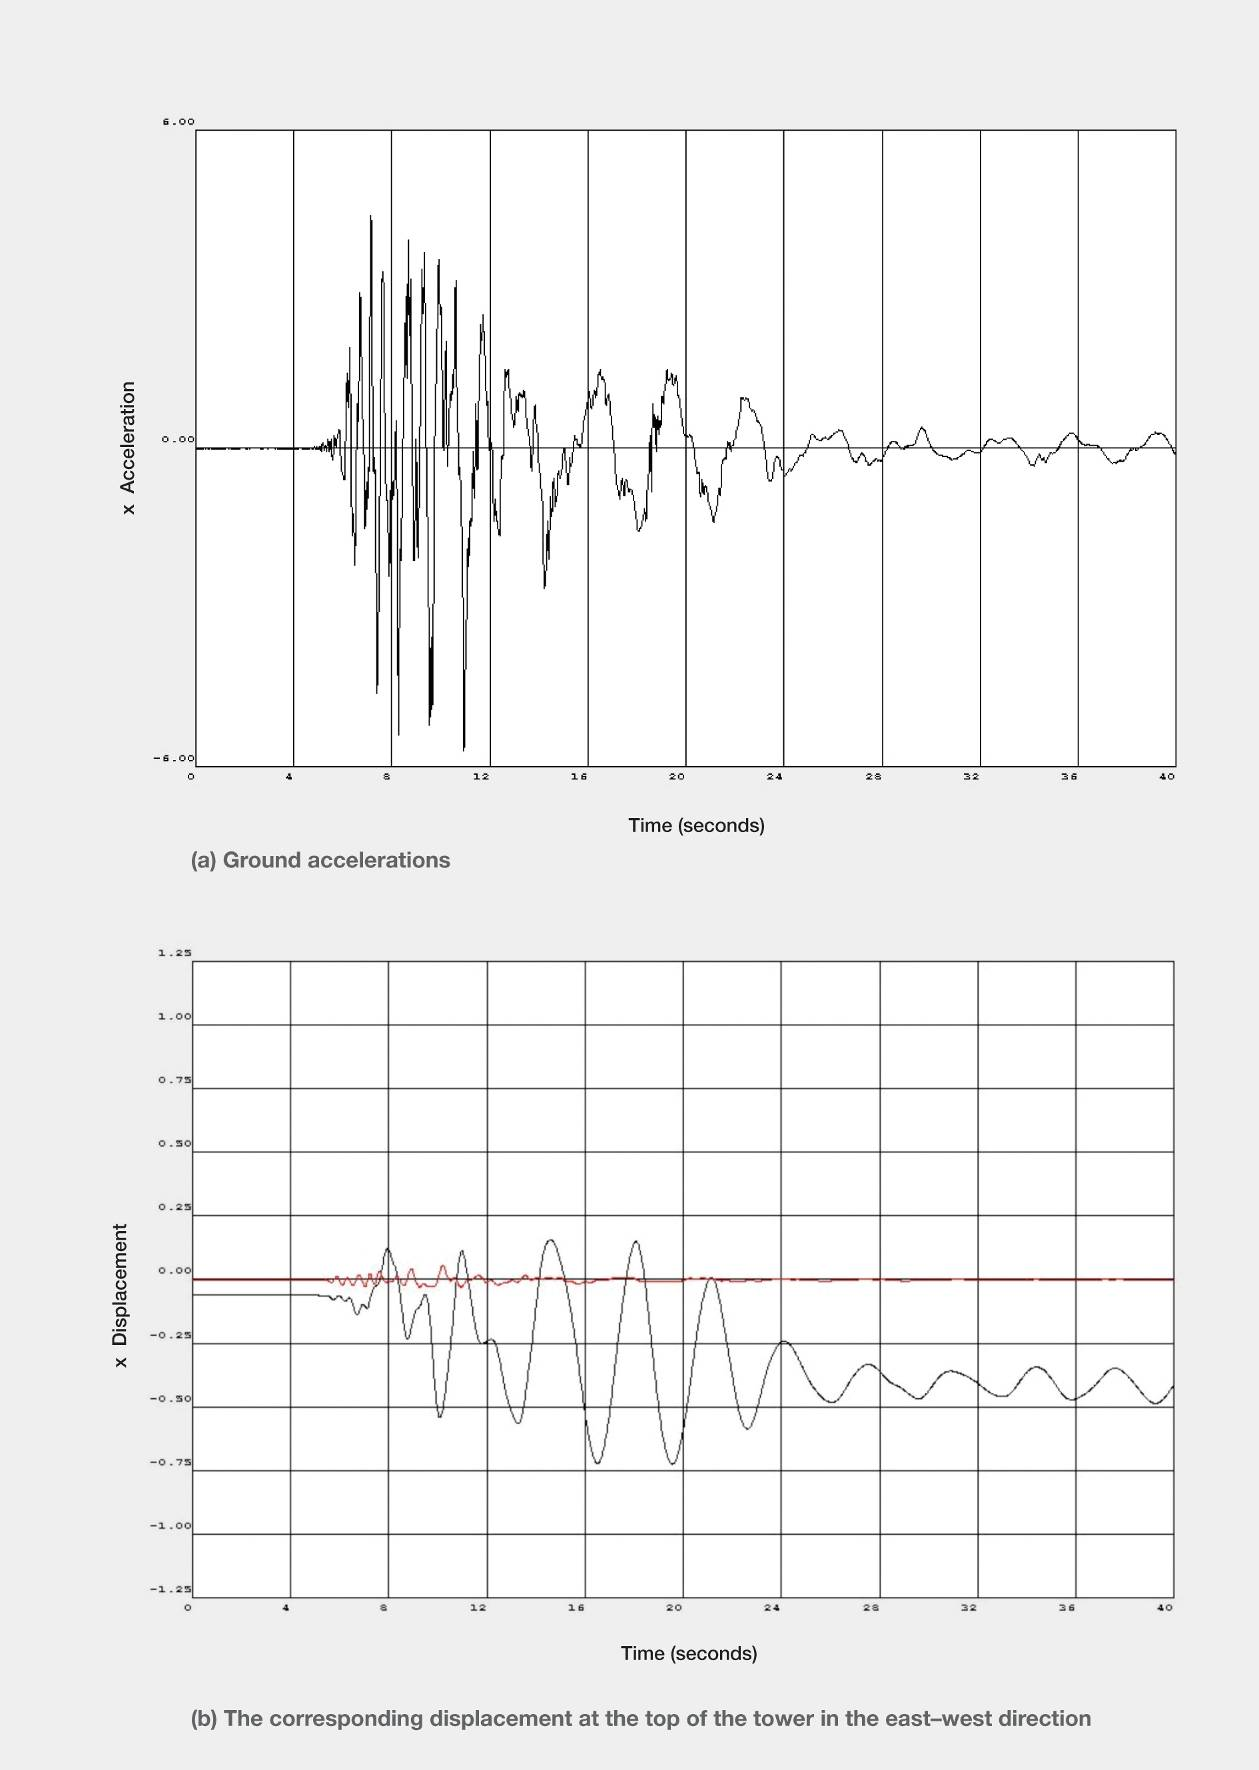 6.00
0.00
-6.00
x Acceleration
0 4 8 12 16 20 24 28 32 36 40
Time (seconds)
(a) Ground accelerations
1.25
1.00
0.75
0.50
0.25
0.00
-0.25
-0.50
-0.75
-1.00
-1.25
x Displacement
0 4 8 12 16 20 24 28 32 36 40
Time (seconds)
(b) The corresponding displacement at the top of the tower in the east–west direction